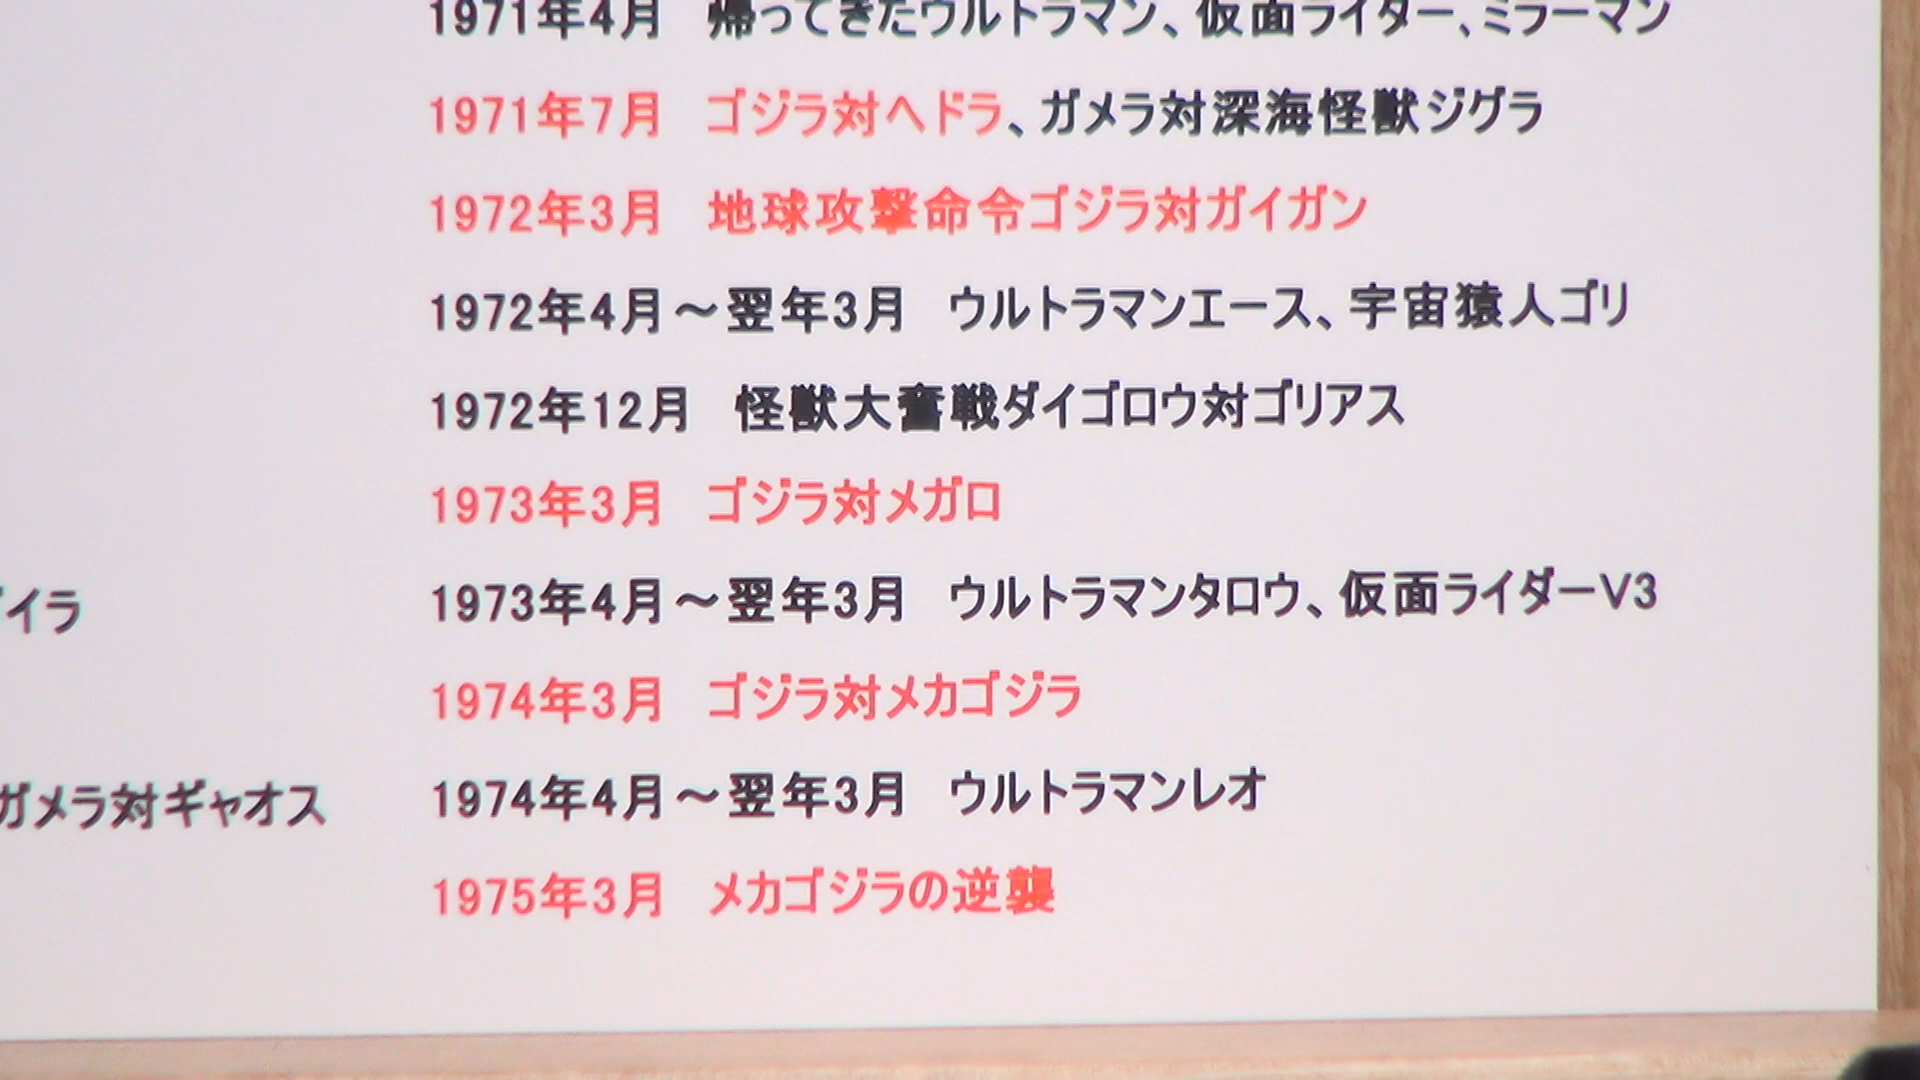 1971年4月　帰ってきたウルトラマン、仮面ライダー、ミラーマン
1971年7月　ゴジラ対ヘドラ、ガメラ対深海怪獣ジグラ
1972年3月　地球攻撃命令ゴジラ対ガイガン
1972年4月～翌年3月　ウルトラマンエース、宇宙猿人ゴリ
1972年12月　怪獣大奮戦ダイゴロウ対ゴリアス
1973年3月　ゴジラ対メガロ
イラ
1973年4月～翌年3月　ウルトラマンタロウ、仮面ライダーV3
1974年3月　ゴジラ対メカゴジラ
ガメラ対ギャオス
1974年4月～翌年3月　ウルトラマンレオ
1975年3月　メカゴジラの逆襲